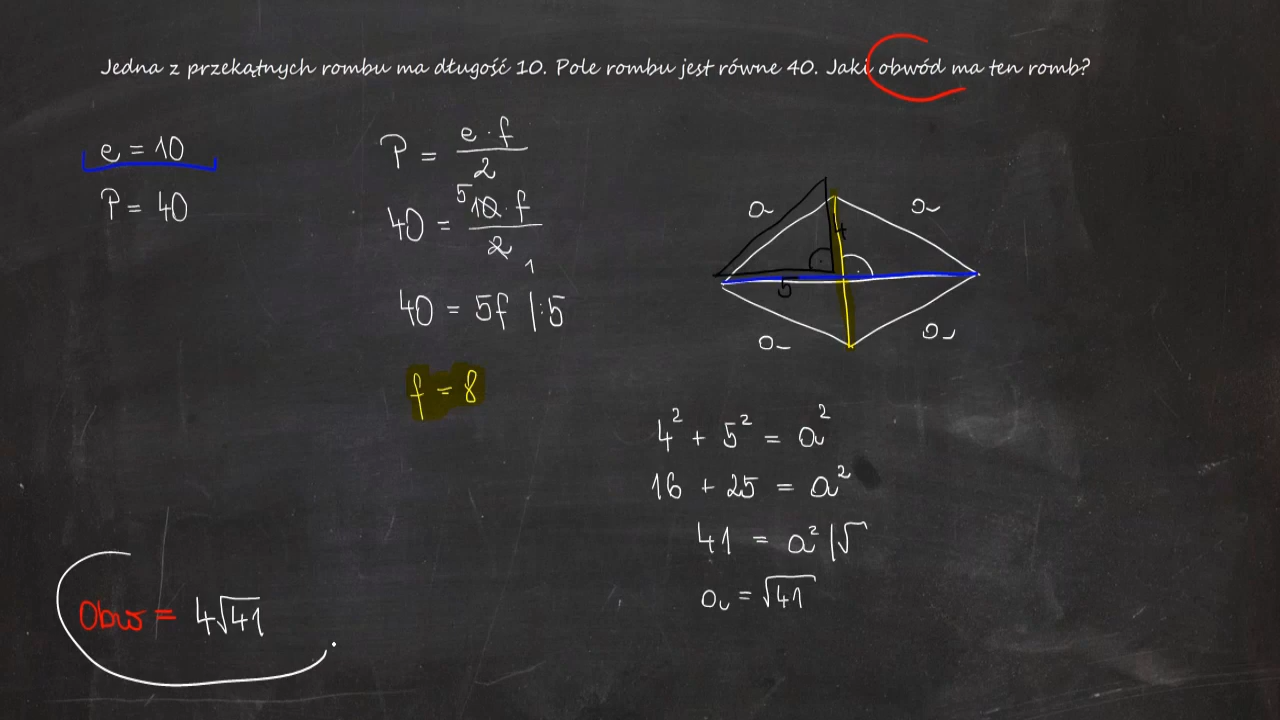 Jedna z przekątnych rombu ma długość 10. Pole rombu jest równe 40. Jaki obwód ma ten romb?
e = 10
P = 40
P = e · f / 2
40 = 5 10 · f / 2 1
40 = 5f |:5
f = 8
a
a
4
5
a
a
4² + 5² = a²
16 + 25 = a²
41 = a² |√
a = √41
Obw = 4√41